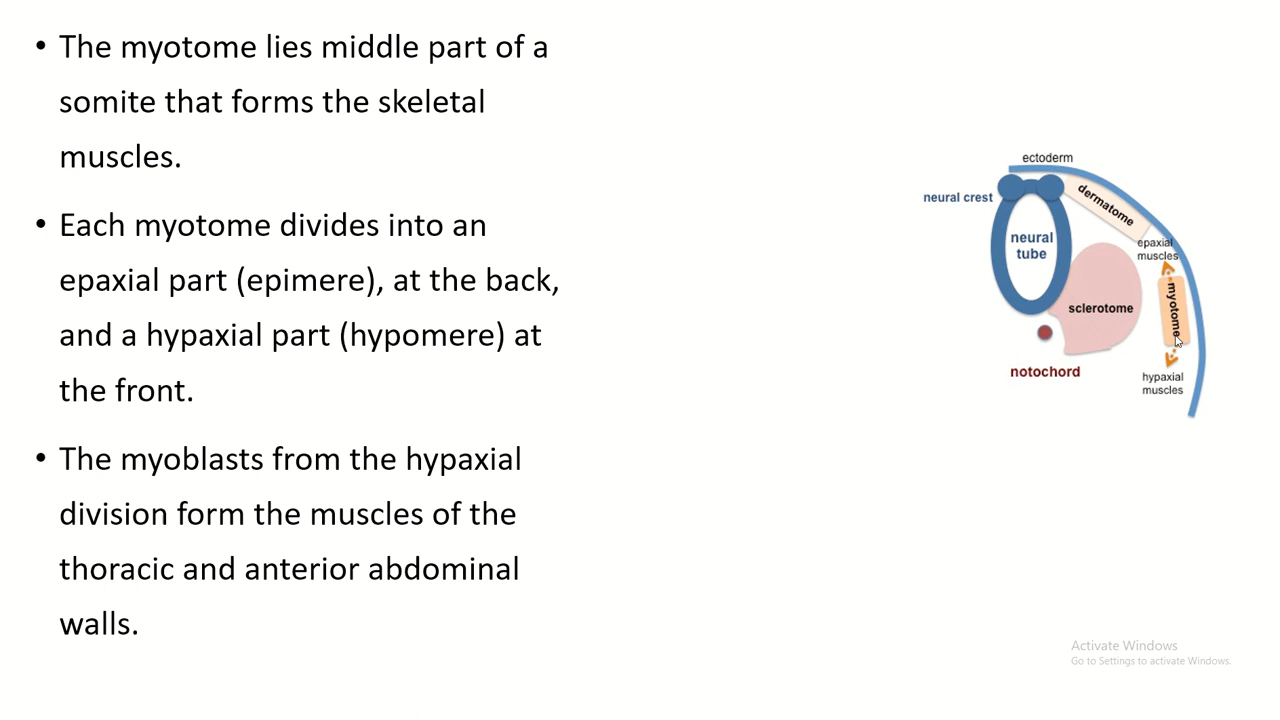 • The myotome lies middle part of a
somite that forms the skeletal
muscles.
• Each myotome divides into an
epaxial part (epimere), at the back,
and a hypaxial part (hypomere) at
the front.
• The myoblasts from the hypaxial
division form the muscles of the
thoracic and anterior abdominal
walls.
ectoderm
neural crest
dermatome
neural
tube
epaxial
muscles
myotome
sclerotome
notochord
hypaxial
muscles
Activate Windows
Go to Settings to activate Windows.